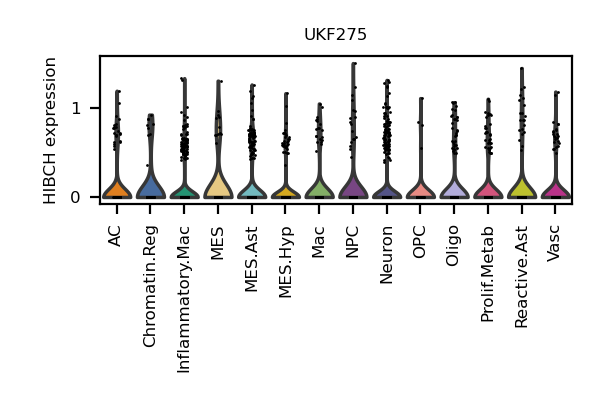 UKF275
HIBCH expression
1
0
AC
Chromatin.Reg
Inflammatory.Mac
MES
MES.Ast
MES.Hyp
Mac
NPC
Neuron
OPC
Oligo
Prolif.Metab
Reactive.Ast
Vasc